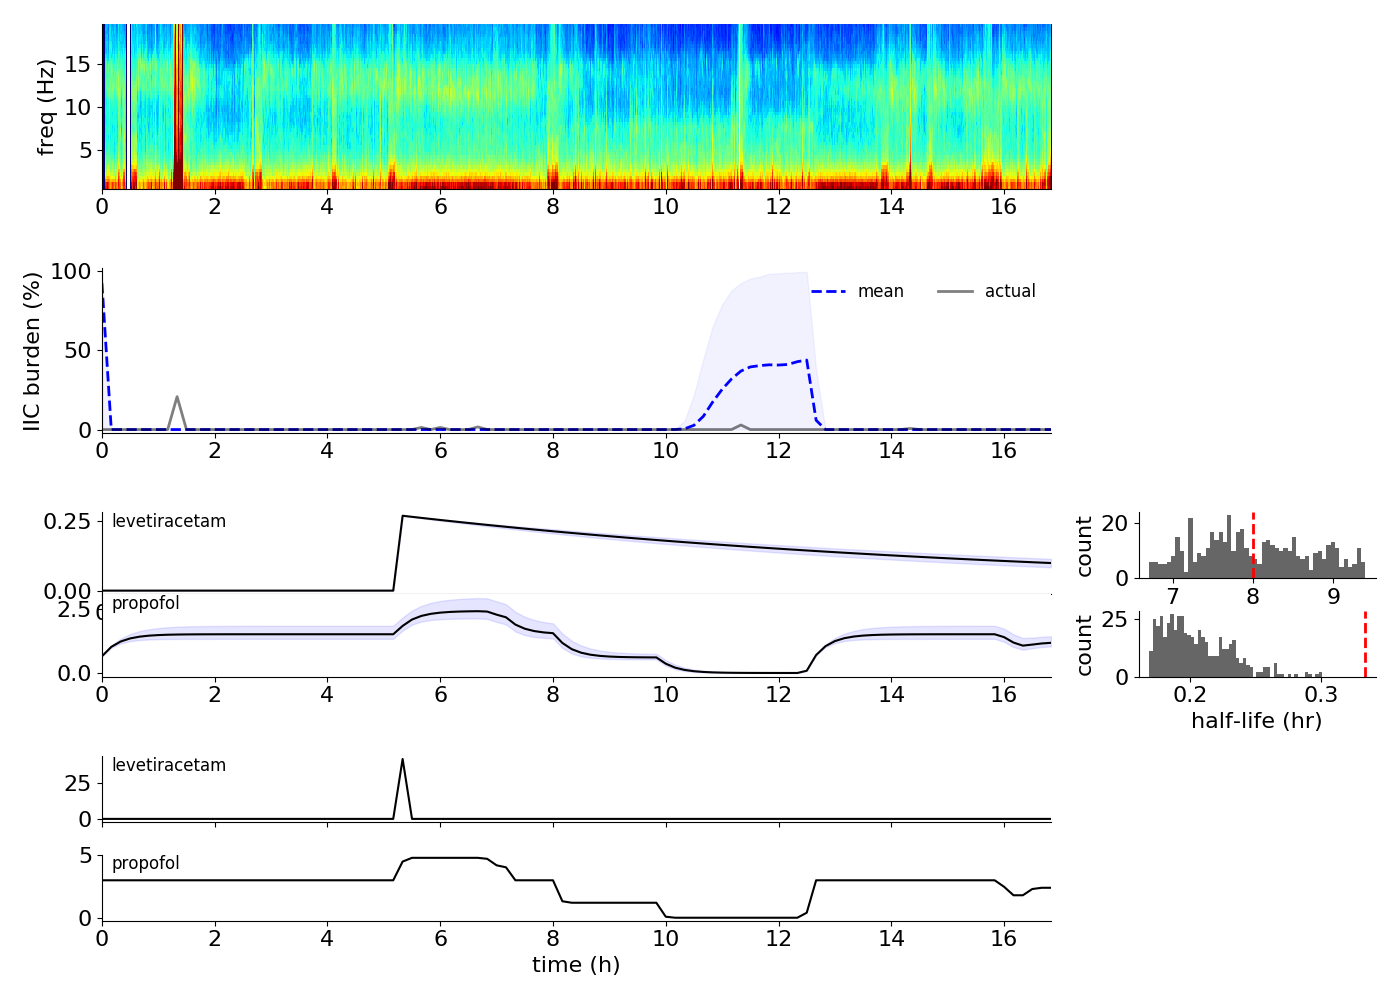 freq (Hz)
15
10
5
0 2 4 6 8 10 12 14 16
IIC burden (%)
100
50
0
mean actual
0 2 4 6 8 10 12 14 16
levetiracetam
0.25
0.00
count
20
0
7 8 9
propofol
2.5
0.0
0 2 4 6 8 10 12 14 16
count
25
0
0.2 0.3
half-life (hr)
levetiracetam
25
0
propofol
5
0
0 2 4 6 8 10 12 14 16
time (h)